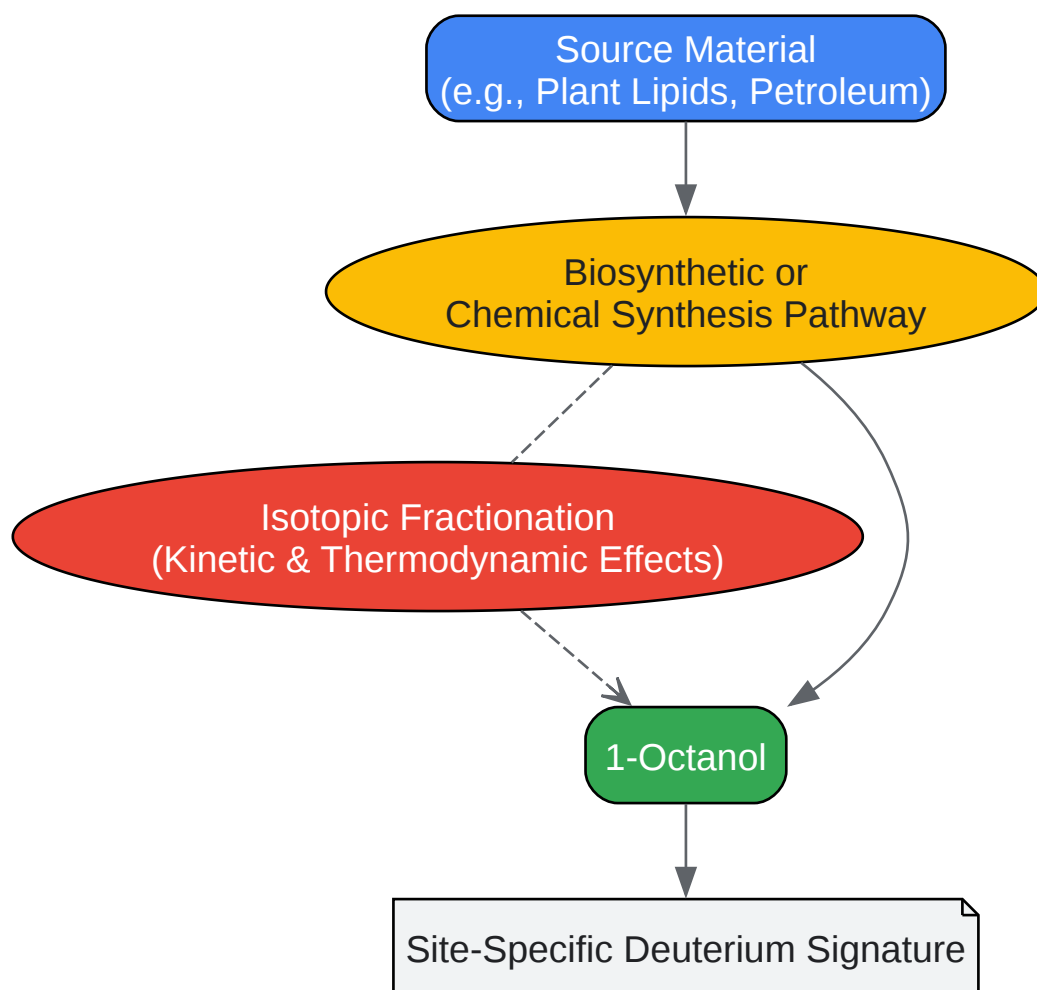 Source Material
(e.g., Plant Lipids, Petroleum)
Biosynthetic or
Chemical Synthesis Pathway
Isotopic Fractionation
(Kinetic & Thermodynamic Effects)
1-Octanol
Site-Specific Deuterium Signature